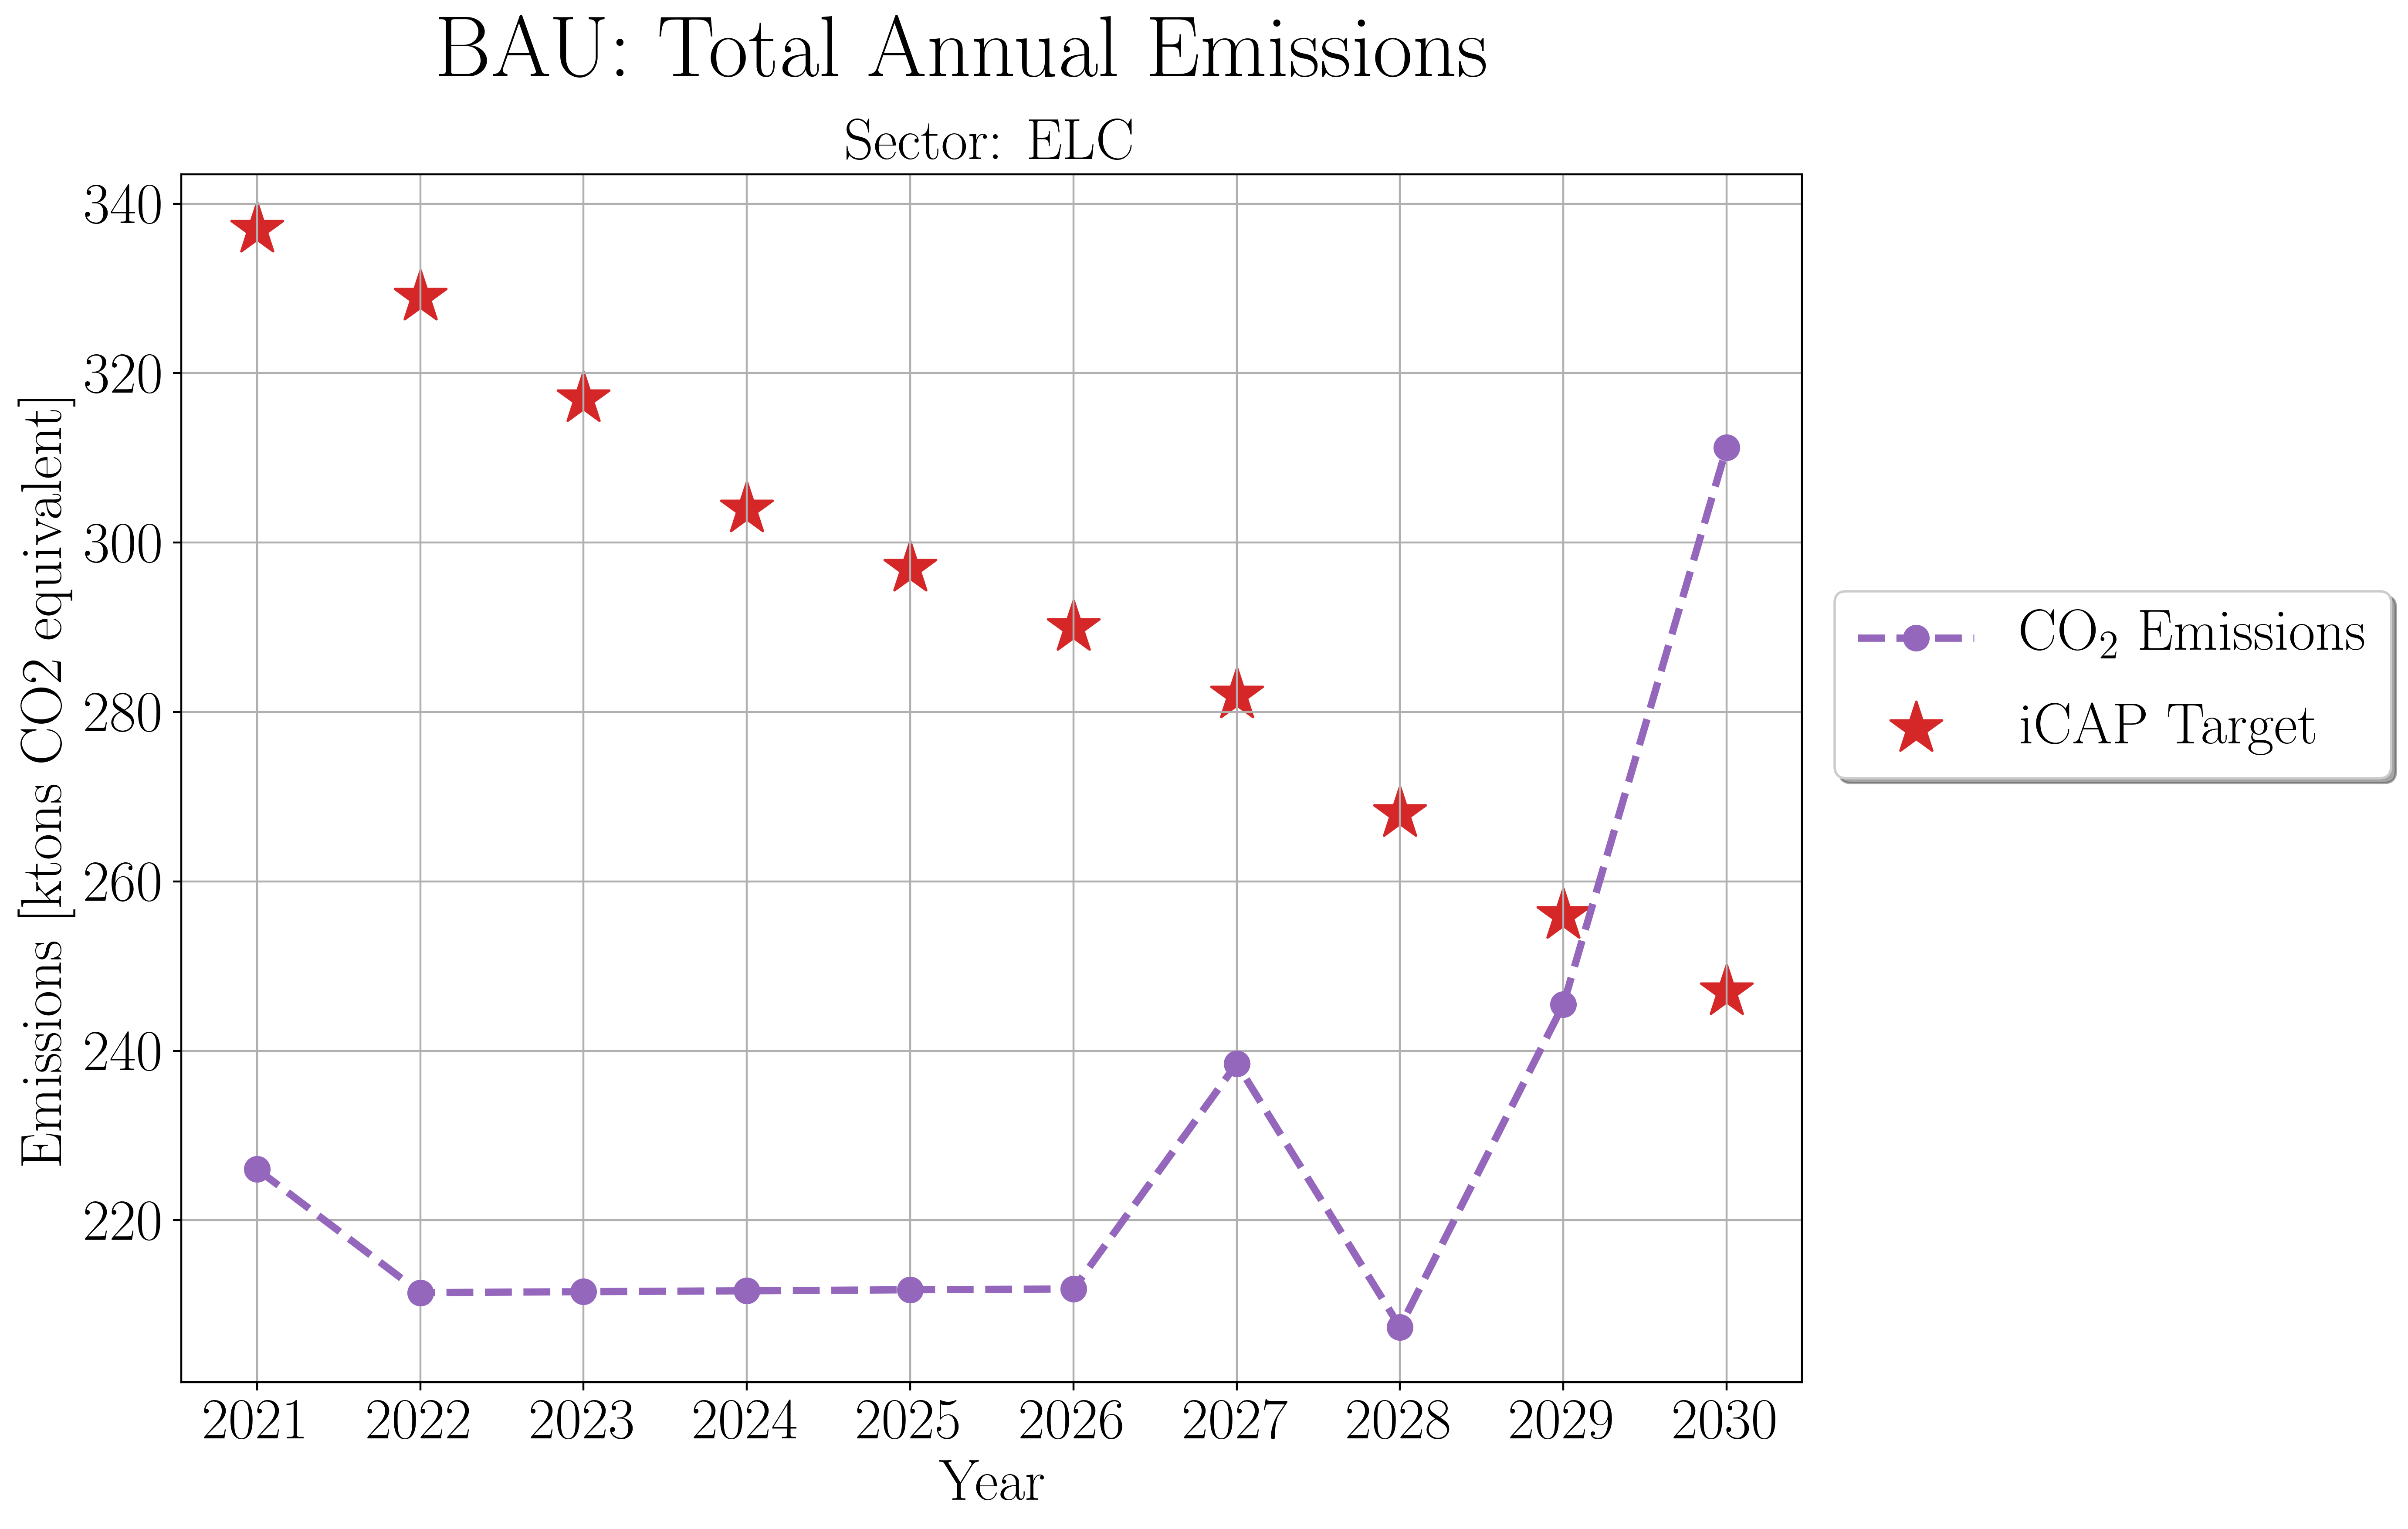 BAU: Total Annual Emissions
Sector: ELC
Emissions [ktons CO2 equivalent]
340
320
300
280
260
240
220
2021 2022 2023 2024 2025 2026 2027 2028 2029 2030
Year
CO₂ Emissions
iCAP Target